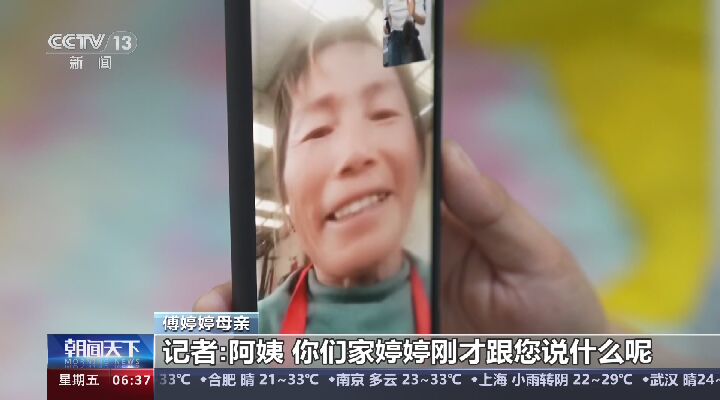 CCTV 13
新闻
傅婷婷母亲
朝闻天下
MORNING NEWS
记者:阿姨 你们家婷婷刚才跟您说什么呢
星期五 06:37 33℃ •合肥 晴 21~33℃ •南京 多云 23~33℃ •上海 小雨转阴 22~29℃ •武汉 晴24~